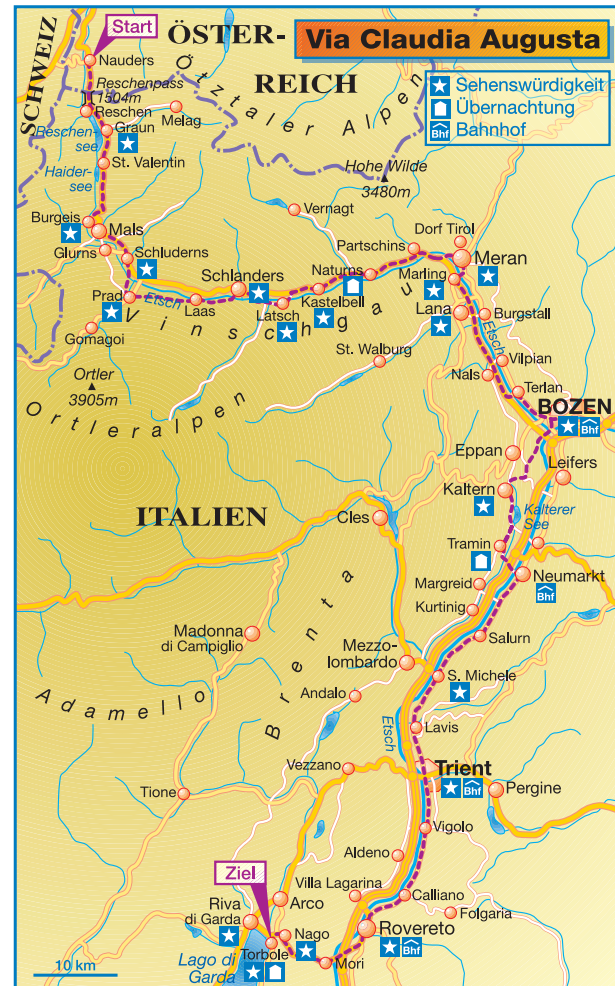 Start
ÖSTER-
REICH
Via Claudia Augusta
SCHWEIZ
Nauders
Reschenpass
1504m
Reschen
Reschen-
see
Graun
Melag
Ötztaler Alpen
Sehenswürdigkeit
Übernachtung
Bhf Bahnhof
St. Valentin
Haider-
see
Hohe Wilde
3480m
Burgeis
Mals
Vernagt
Dorf Tirol
Partschins
Glurns
Schluderns
Meran
Schlanders
Naturns
Marling
Prad
Etsch
Laas
Latsch
Kastelbell
Lana
Burgstall
Vinschgau
Etsch
Gomagoi
St. Walburg
Vilpian
Ortler
3905m
Nals
Terlan
Ortleralpen
BOZEN
Bhf
Eppan
Leifers
Kaltern
ITALIEN
Cles
Kalterer
See
Tramin
Margreid
Neumarkt
Bhf
Kurtinig
Madonna
di Campiglio
Salurn
Mezzo-
lombardo
Brenta
S. Michele
Adamello
Andalo
Etsch
Lavis
Vezzano
Trient
Bhf
Tione
Pergine
Vigolo
Aldeno
Ziel
Villa Lagarina
Calliano
Arco
Riva
di Garda
Folgaria
Nago
Rovereto
Bhf
Torbole
Mori
Lago di
Garda
10 km